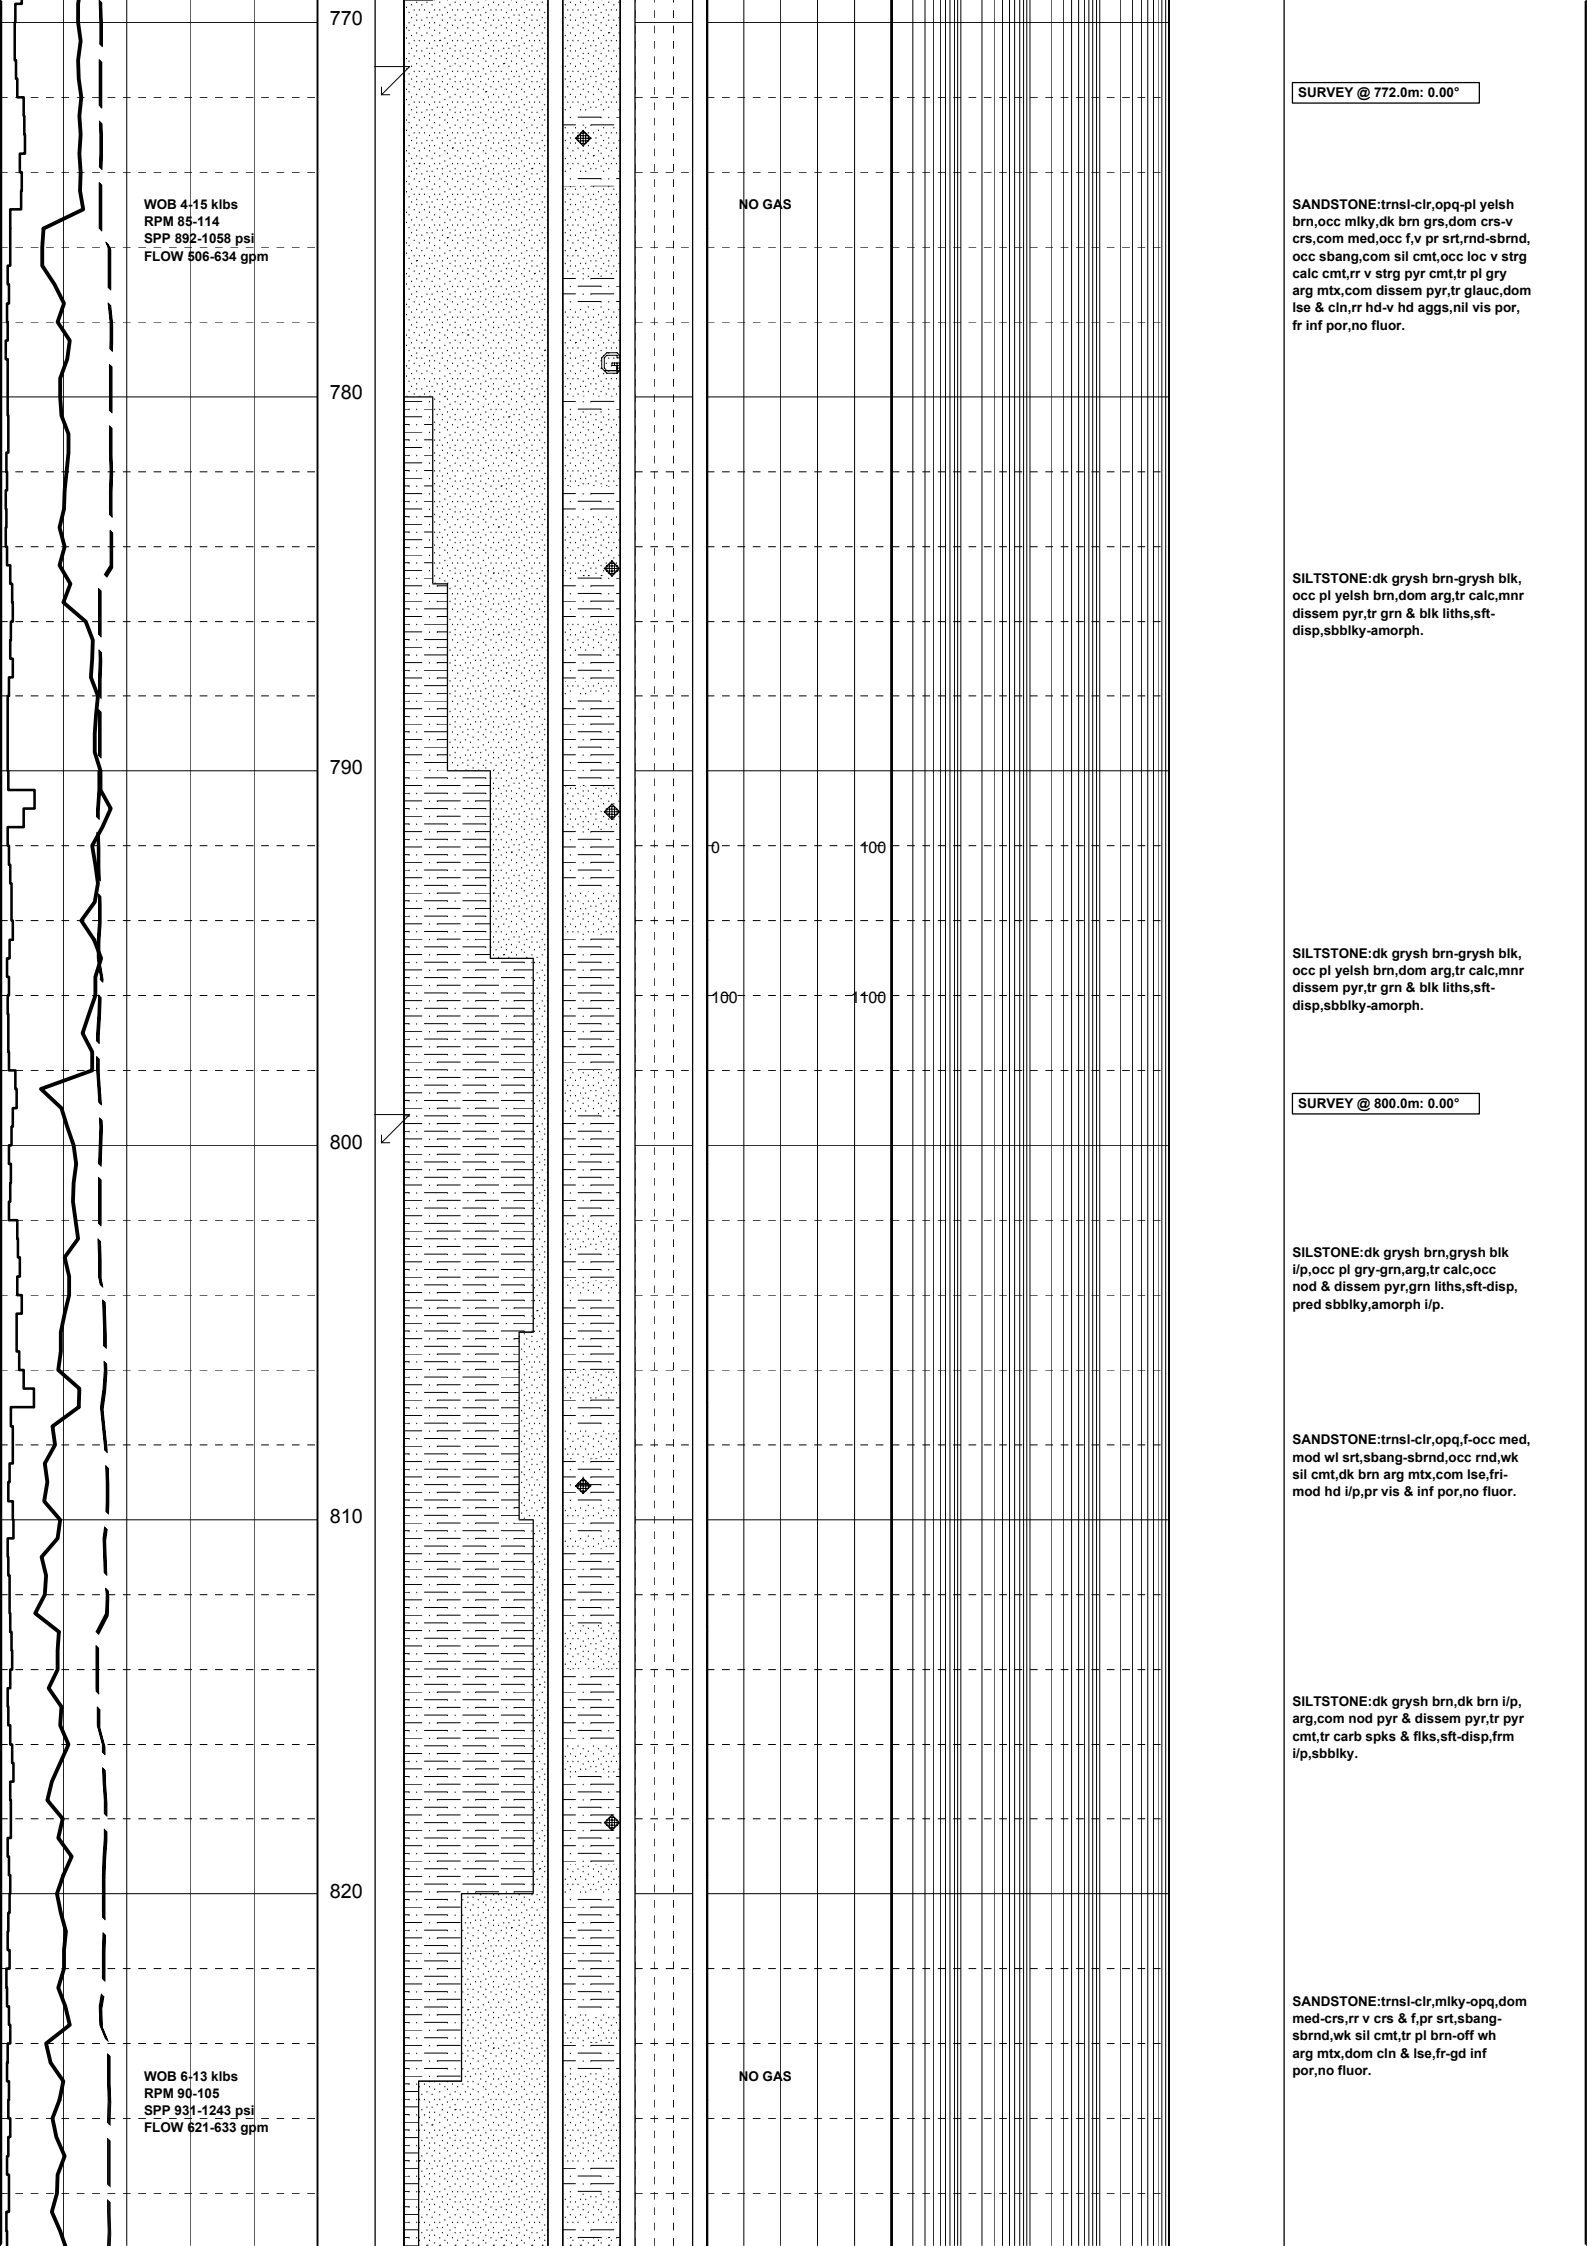 770
SURVEY @ 772.0m: 0.00°
WOB 4-15 klbs
RPM 85-114
SPP 892-1058 psi
FLOW 506-634 gpm
NO GAS
SANDSTONE:trnsl-clr,opq-pl yelsh
brn,occ mlky,dk brn grs,dom crs-v
crs,com med,occ f,v pr srt,rnd-sbrnd,
occ sbang,com sil cmt,occ loc v strg
calc cmt,rr v strg pyr cmt,tr pl gry
arg mtx,com dissem pyr,tr glauc,dom
lse & cln,rr hd-v hd aggs,nil vis por,
fr inf por,no fluor.
G
780
SILTSTONE:dk grysh brn-grysh blk,
occ pl yelsh brn,dom arg,tr calc,mnr
dissem pyr,tr grn & blk liths,sft-
disp,sbblky-amorph.
790
0 100
SILTSTONE:dk grysh brn-grysh blk,
occ pl yelsh brn,dom arg,tr calc,mnr
dissem pyr,tr grn & blk liths,sft-
disp,sbblky-amorph.
100 1100
SURVEY @ 800.0m: 0.00°
800
SILSTONE:dk grysh brn,grysh blk
i/p,occ pl gry-grn,arg,tr calc,occ
nod & dissem pyr,grn liths,sft-disp,
pred sbblky,amorph i/p.
SANDSTONE:trnsl-clr,opq,f-occ med,
mod wl srt,sbang-sbrnd,occ rnd,wk
sil cmt,dk brn arg mtx,com lse,fri-
mod hd i/p,pr vis & inf por,no fluor.
810
SILTSTONE:dk grysh brn,dk brn i/p,
arg,com nod pyr & dissem pyr,tr pyr
cmt,tr carb spks & flks,sft-disp,frm
i/p,sbblky.
820
SANDSTONE:trnsl-clr,mlky-opq,dom
med-crs,rr v crs & f,pr srt,sbang-
sbrnd,wk sil cmt,tr pl brn-off wh
arg mtx,dom cln & lse,fr-gd inf
por,no fluor.
WOB 6-13 klbs
RPM 90-105
SPP 931-1243 psi
FLOW 621-633 gpm
NO GAS